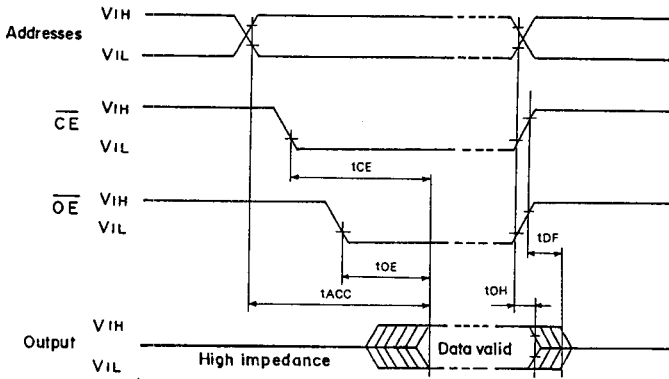 Addresses
VIH
VIL
CE
VIH
VIL
tCE
OE
VIH
VIL
tOE
tDF
tACC
tOH
Output
VIH
High impedance
Data valid
VIL